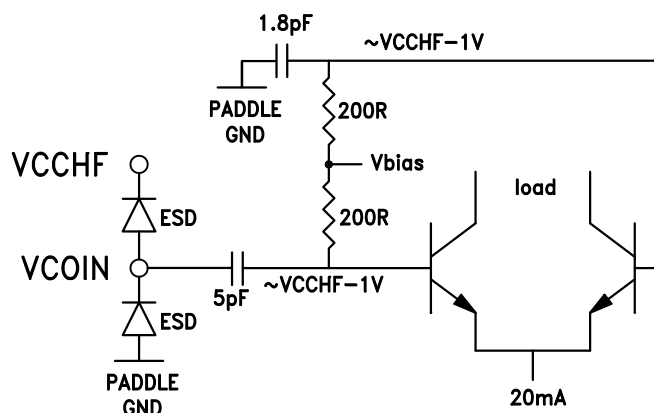 1.8pF
~VCCHF-1V
PADDLE
GND
200R
VCCHF
Vbias
ESD
200R
load
VCOIN
5pF
~VCCHF-1V
ESD
PADDLE
GND
20mA